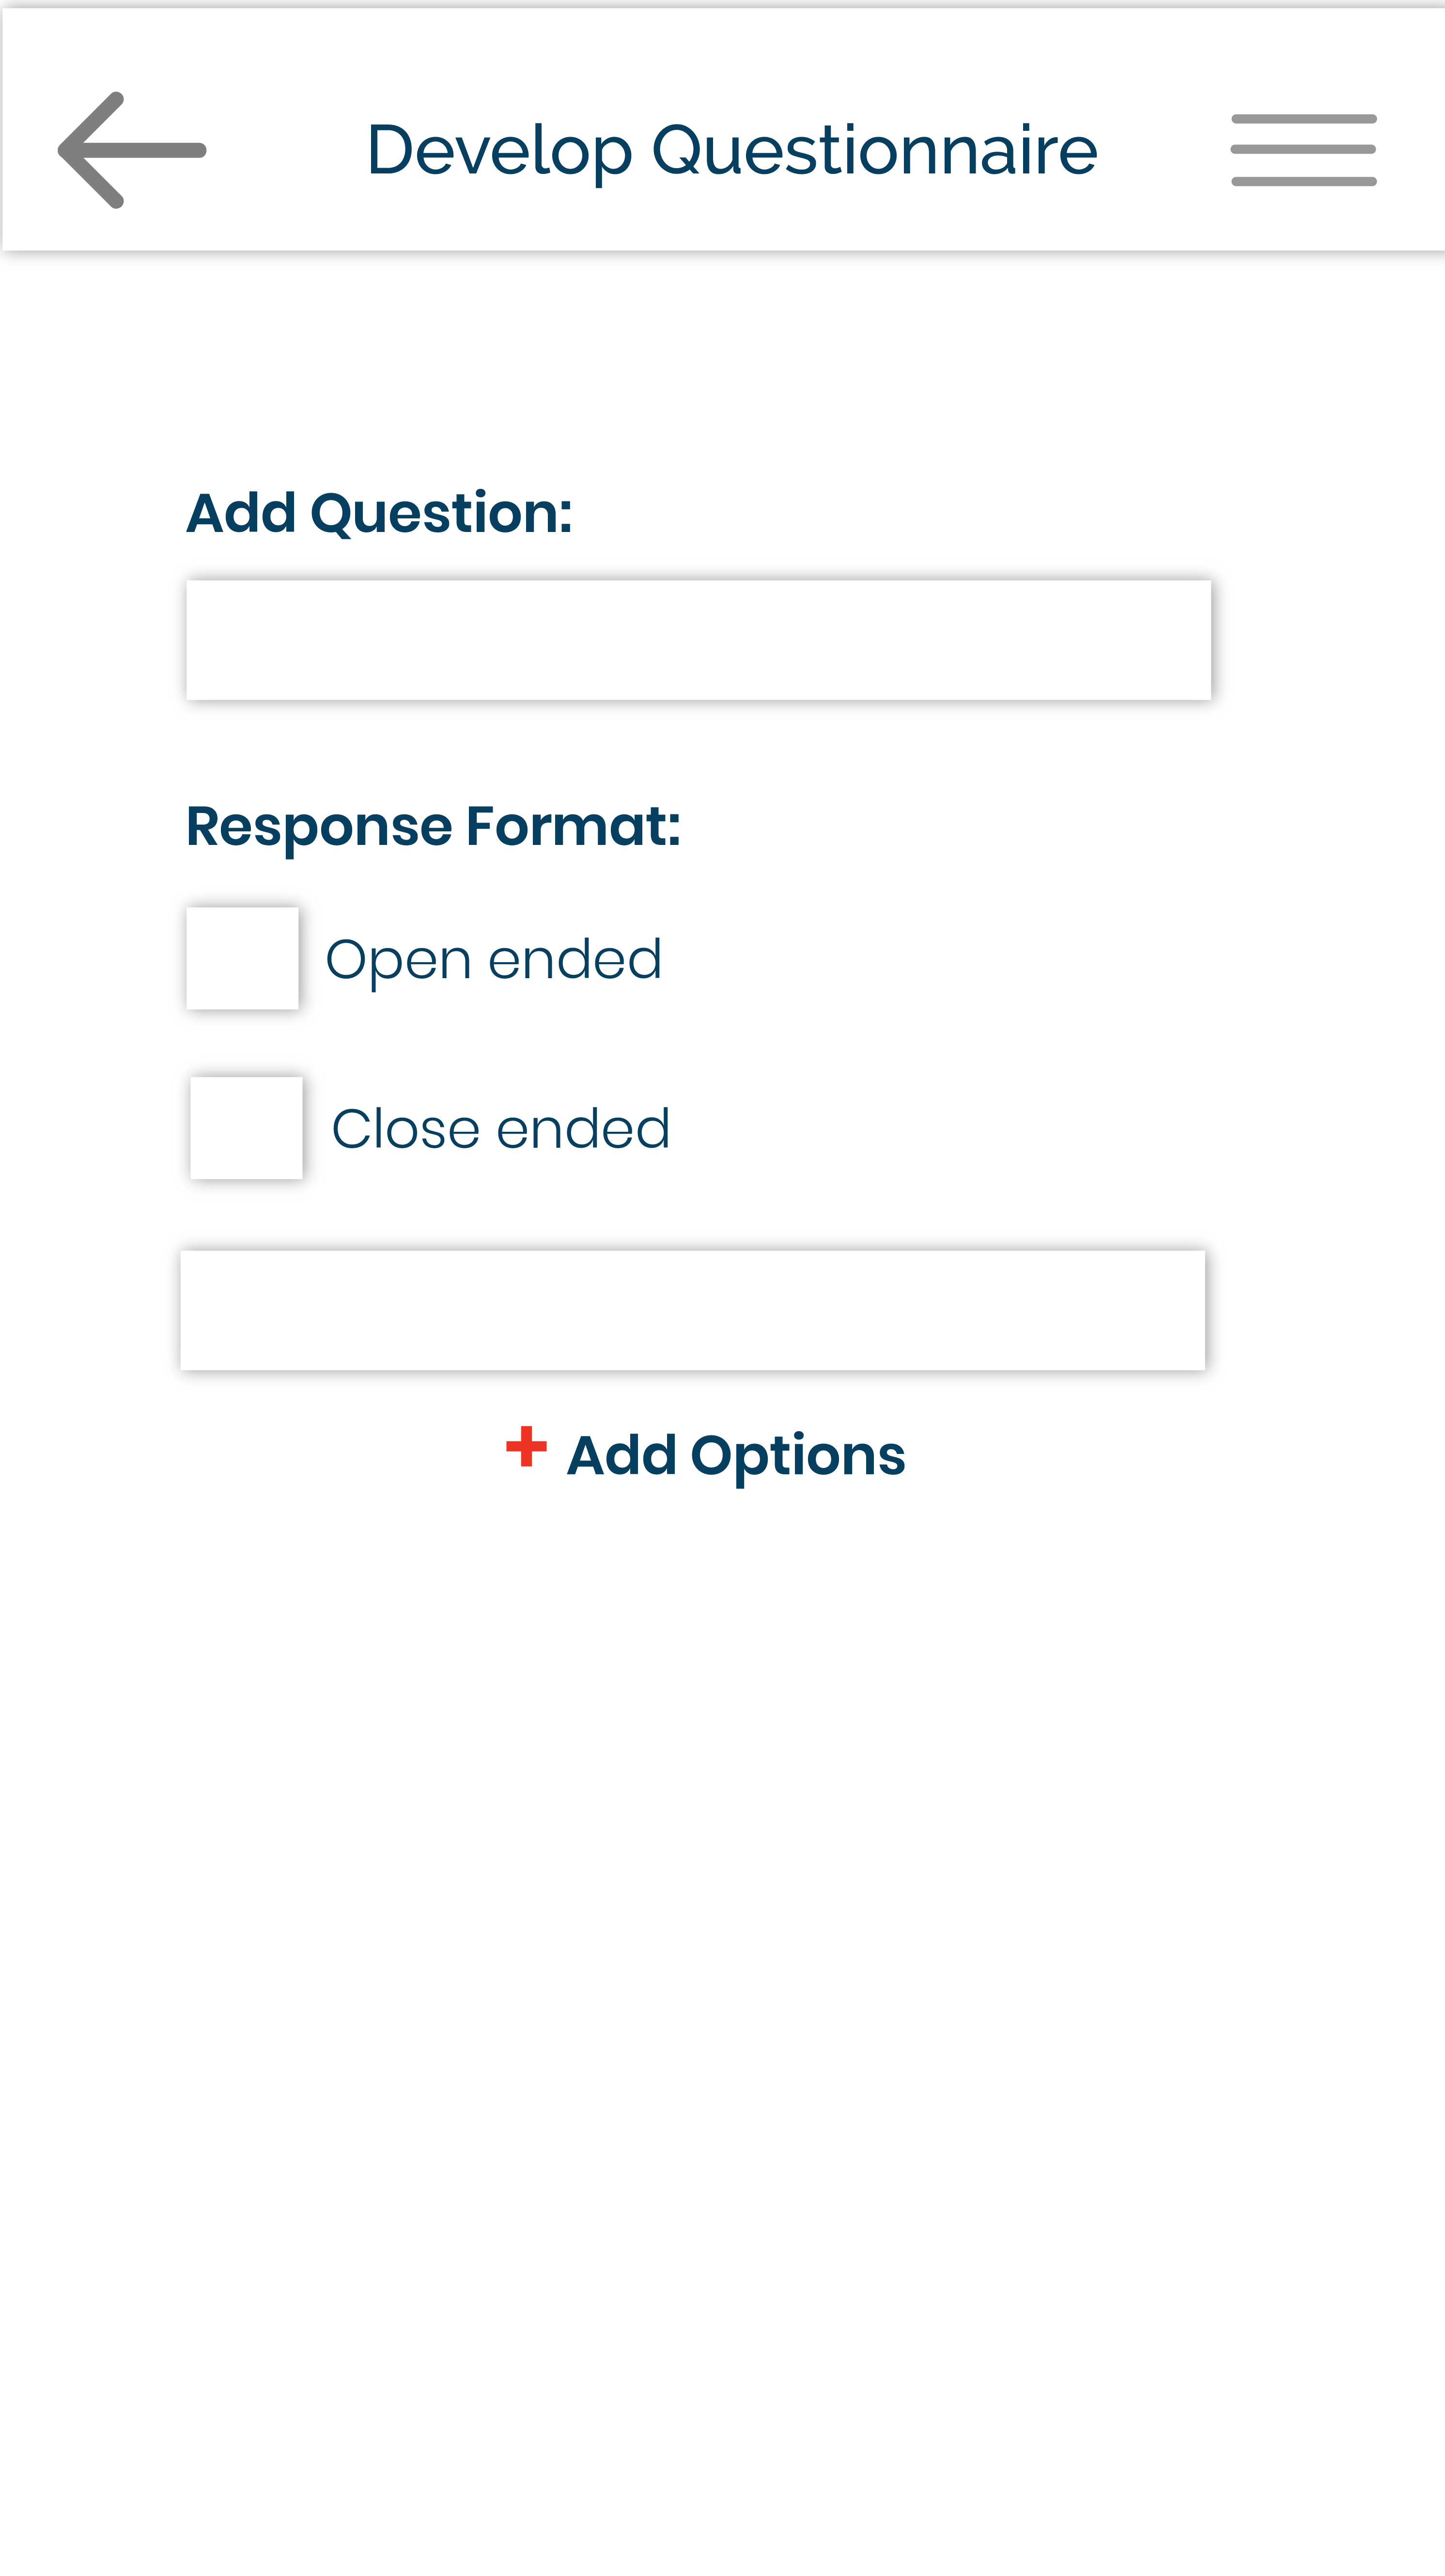 Develop Questionnaire
Add Question:
Response Format:
Open ended
Close ended
+ Add Options